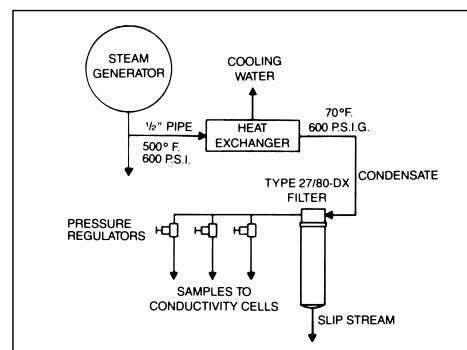 STEAM
GENERATOR
COOLING
WATER
½" PIPE
500° F.
600 P.S.I.
HEAT
EXCHANGER
70°F.
600 P.S.I.G.
CONDENSATE
TYPE 27/80-DX
FILTER
PRESSURE
REGULATORS
SAMPLES TO
CONDUCTIVITY CELLS
SLIP STREAM